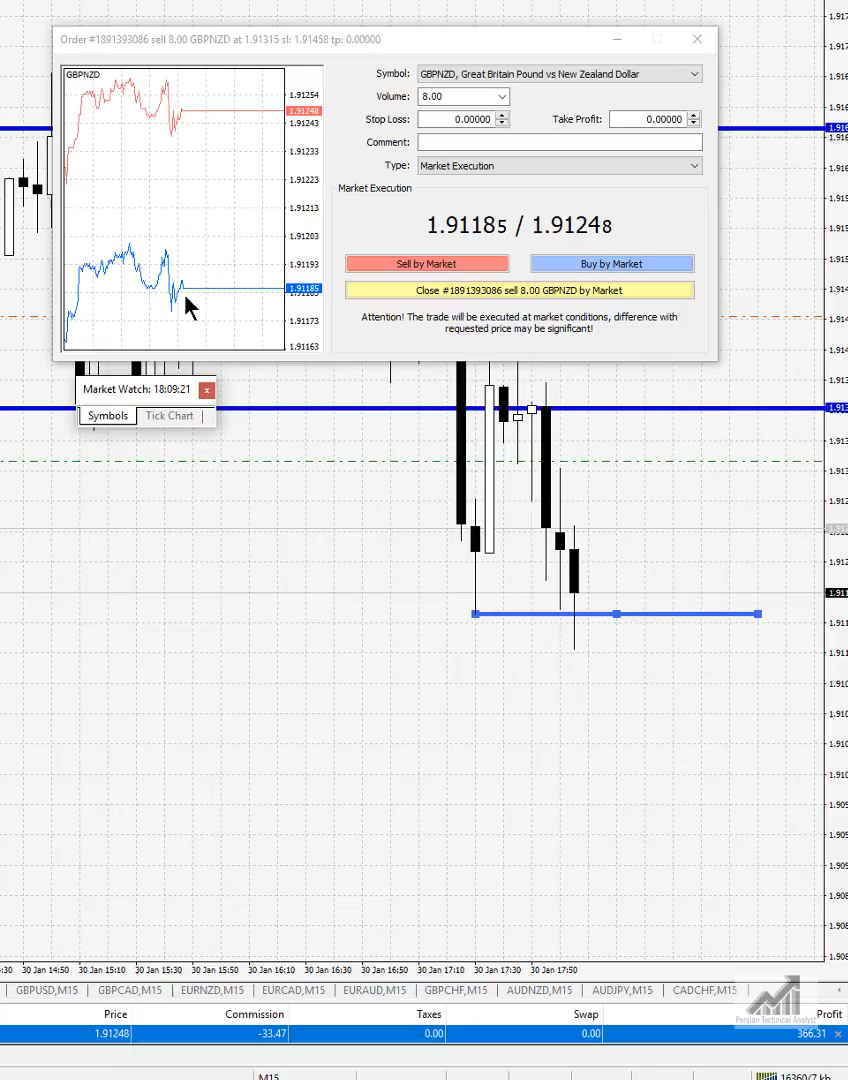 Order #1891393086 sell 8.00 GBPNZD at 1.91315 sl: 1.91458 tp: 0.00000
GBPNZD
1.91254
1.91248
1.91243
1.91233
1.91223
1.91213
1.91203
1.91193
1.91185
1.91173
1.91163
Symbol: GBPNZD, Great Britain Pound vs New Zealand Dollar
Volume: 8.00
Stop Loss: 0.00000 Take Profit: 0.00000
Comment:
Type: Market Execution
Market Execution
1.91185 / 1.91248
Sell by Market Buy by Market
Close #1891393086 sell 8.00 GBPNZD by Market
Attention! The trade will be executed at market conditions, difference with
requested price may be significant!
Market Watch: 18:09:21 x
Symbols Tick Chart
30 Jan 14:50 30 Jan 15:10 30 Jan 15:30 30 Jan 15:50 30 Jan 16:10 30 Jan 16:30 30 Jan 16:50 30 Jan 17:10 30 Jan 17:30 30 Jan 17:50
GBPUSD,M15 GBPCAD,M15 EURNZD,M15 EURCAD,M15 EURAUD,M15 GBPCHF,M15 AUDNZD,M15 AUDJPY,M15 CADCHF,M15
Persian Technical Analyst
Price Commission Taxes Swap Profit
1.91248 -33.47 0.00 0.00 366.31
M15 16360/7 kb